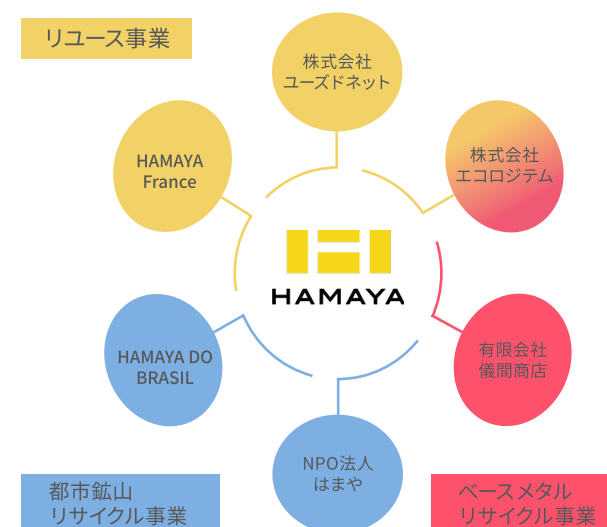 リユース事業
株式会社
ユーズドネット
HAMAYA
France
株式会社
エコロジテム
HAMAYA
HAMAYA DO
BRASIL
有限会社
儀間商店
NPO法人
はまや
都市鉱山
リサイクル事業
ベースメタル
リサイクル事業